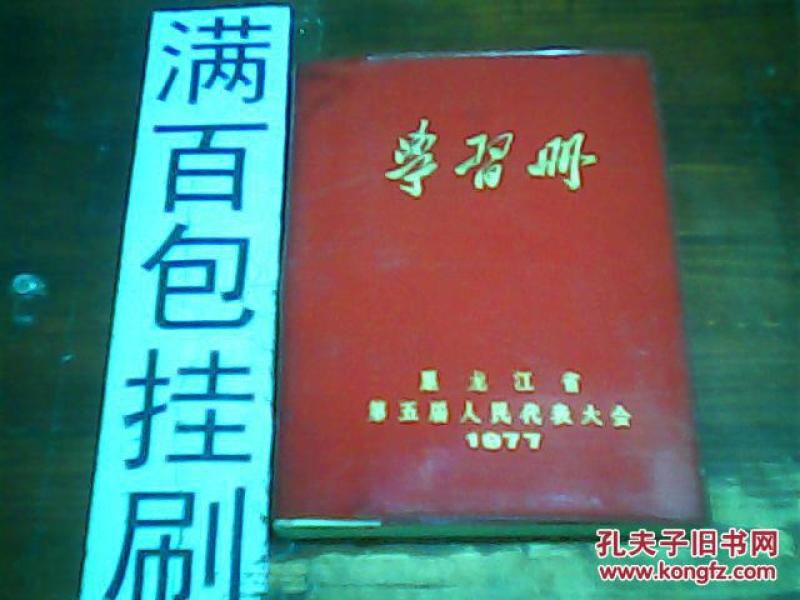 满百包挂刷
学習册
黑龙江省
第五届人民代表大会
1977
孔夫子旧书网
www.kongfz.com